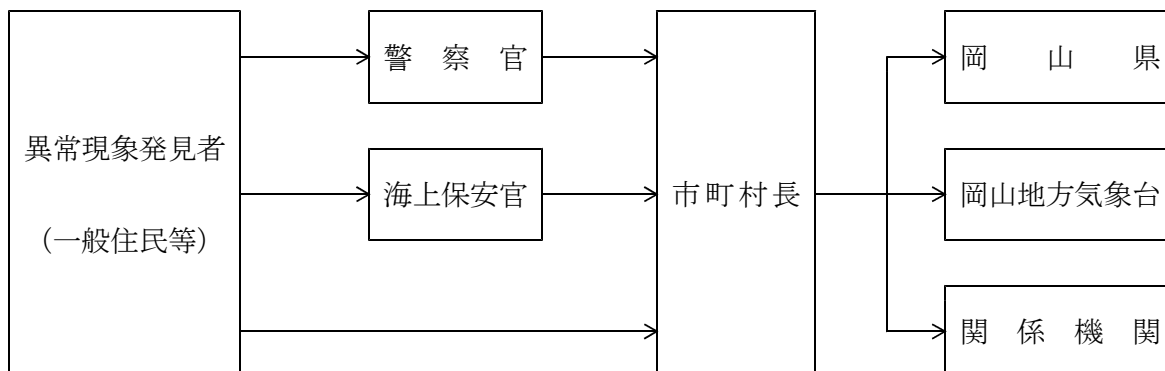 異常現象発見者
（一般住民等）
警察官
海上保安官
市町村長
岡山県
岡山地方気象台
関係機関